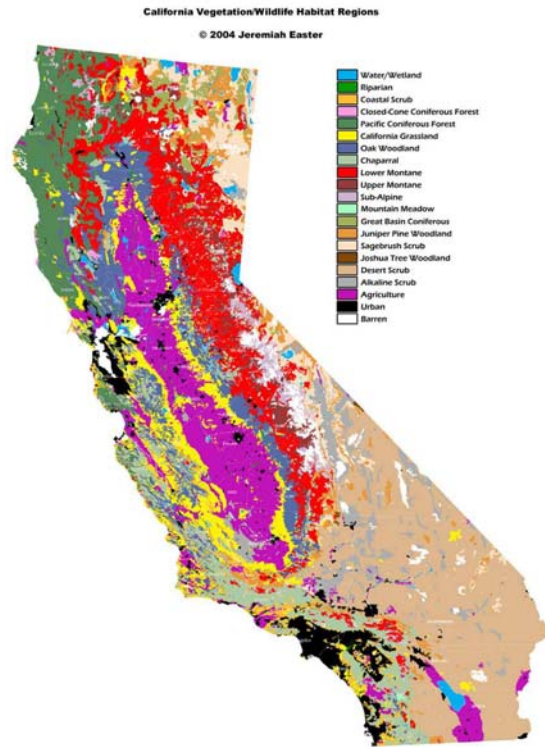 California Vegetation/Wildlife Habitat Regions
© 2004 Jeremiah Easter
Water/Wetland
Riparian
Coastal Scrub
Closed-Cone Coniferous Forest
Pacific Coniferous Forest
California Grassland
Oak Woodland
Chaparral
Lower Montane
Upper Montane
Sub-Alpine
Mountain Meadow
Great Basin Coniferous
Juniper Pine Woodland
Sagebrush Scrub
Joshua Tree Woodland
Desert Scrub
Alkaline Scrub
Agriculture
Urban
Barren